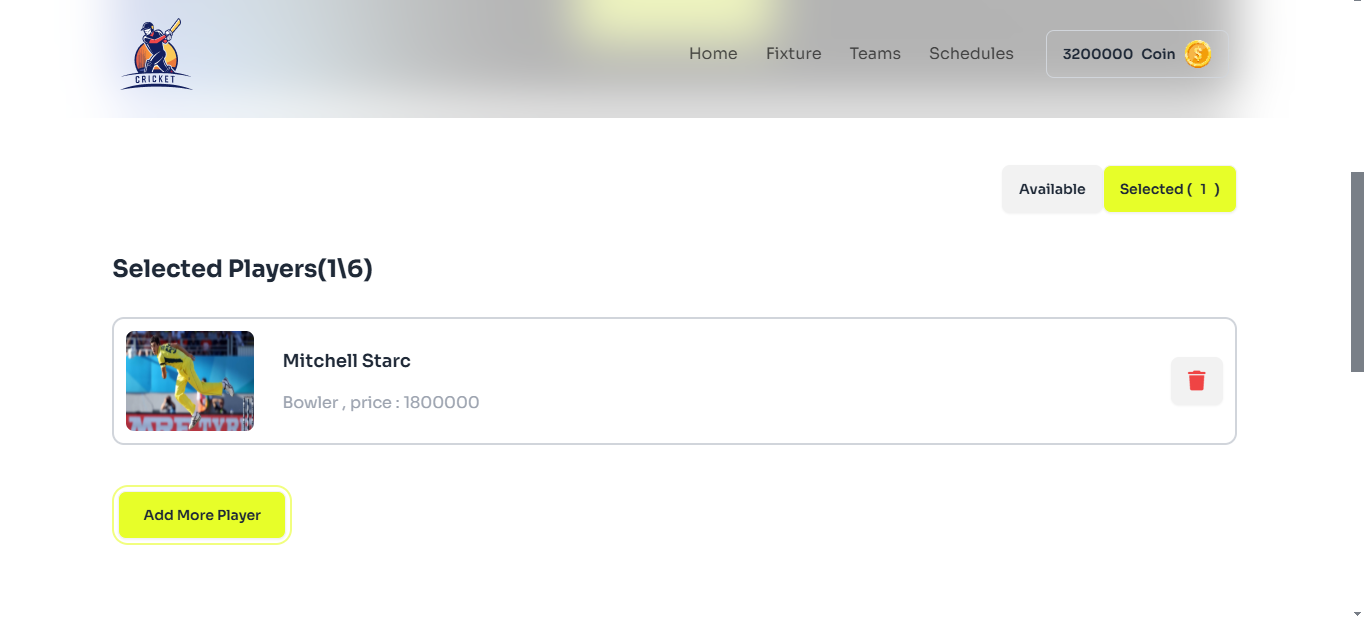 CRICKET
Home Fixture Teams Schedules 3200000 Coin
Available Selected ( 1 )
Selected Players(1\6)
Mitchell Starc
Bowler , price : 1800000
Add More Player